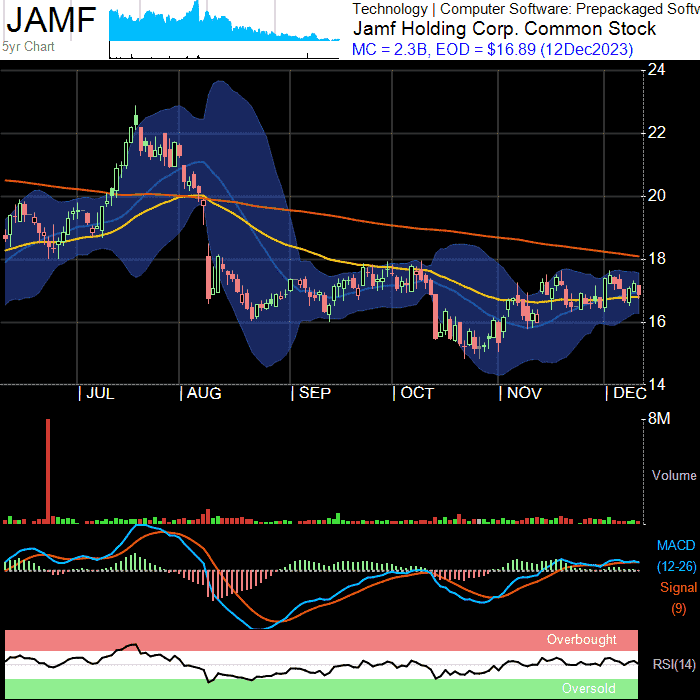 JAMF
5yr Chart
Technology | Computer Software: Prepackaged Softw
Jamf Holding Corp. Common Stock
MC = 2.3B, EOD = $16.89 (12Dec2023)
24
22
20
18
16
14
| JUL | AUG | SEP | OCT | NOV | DEC
8M
Volume
MACD
(12-26)
Signal
(9)
Overbought
RSI(14)
Oversold